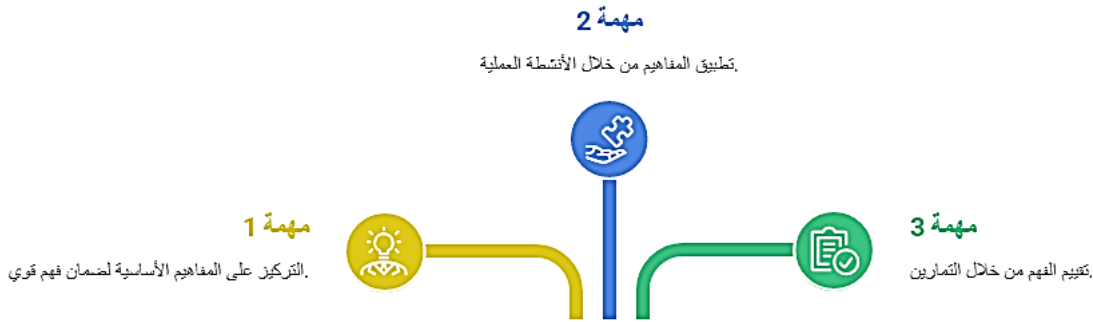 مهمة 2
تطبيق المفاهيم من خلال الأنشطة العملية.
مهمة 1
التركيز على المفاهيم الأساسية لضمان فهم قوي.
مهمة 3
تقييم الفهم من خلال التمارين.